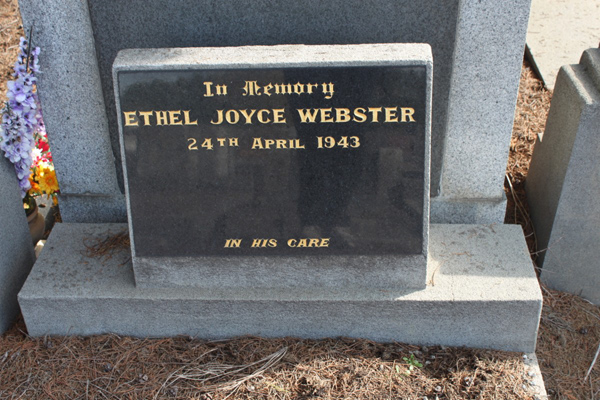 In Memory
ETHEL JOYCE WEBSTER
24TH APRIL 1943
IN HIS CARE